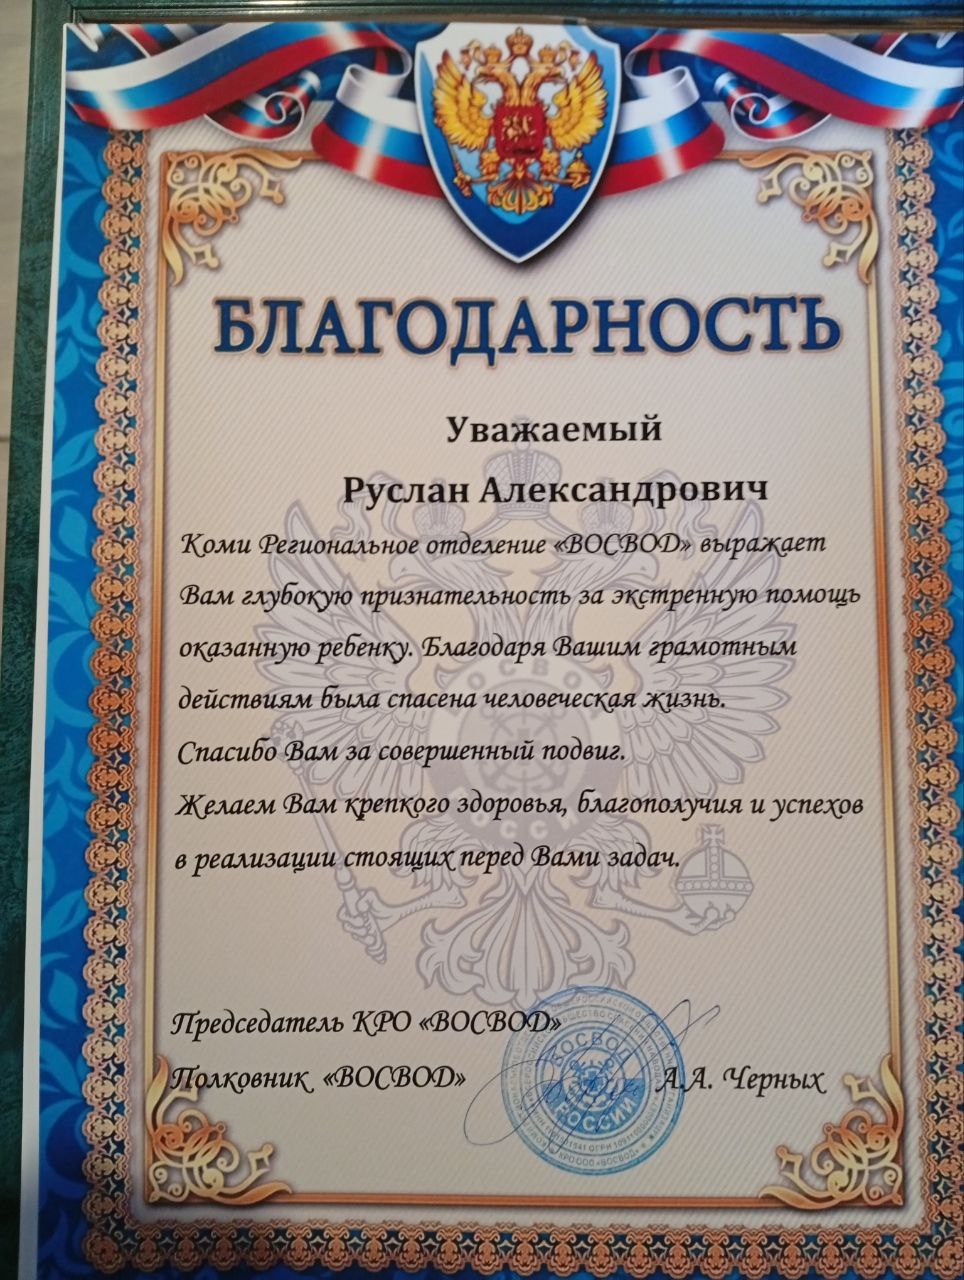 БЛАГОДАРНОСТЬ
Уважаемый
Руслан Александрович
Коми Региональное отделение «ВОСВОД» выражает
Вам глубокую признательность за экстренную помощь
оказанную ребенку. Благодаря Вашим грамотным
действиям была спасена человеческая жизнь.
Спасибо Вам за совершенный подвиг.
Желаем Вам крепкого здоровья, благополучия и успехов
в реализации стоящих перед Вами задач.
Председатель КРО «ВОСВОД»
Полковник «ВОСВОД» А.А. Черных
ВОСВОД
РОССИИ